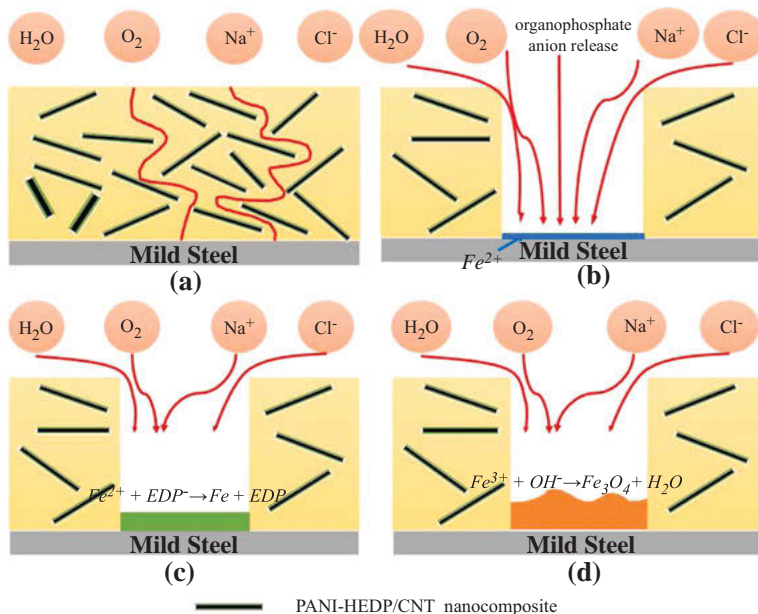 H₂O O₂ Na⁺ Cl⁻
Mild Steel
(a)
H₂O O₂ organophosphate anion release Na⁺ Cl⁻
Fe²⁺
Mild Steel
(b)
H₂O O₂ Na⁺ Cl⁻
Fe²⁺ + EDP⁻→Fe + EDP
Mild Steel
(c)
H₂O O₂ Na⁺ Cl⁻
Fe³⁺ + OH⁻→Fe₃O₄ + H₂O
Mild Steel
(d)
PANI-HEDP/CNT nanocomposite